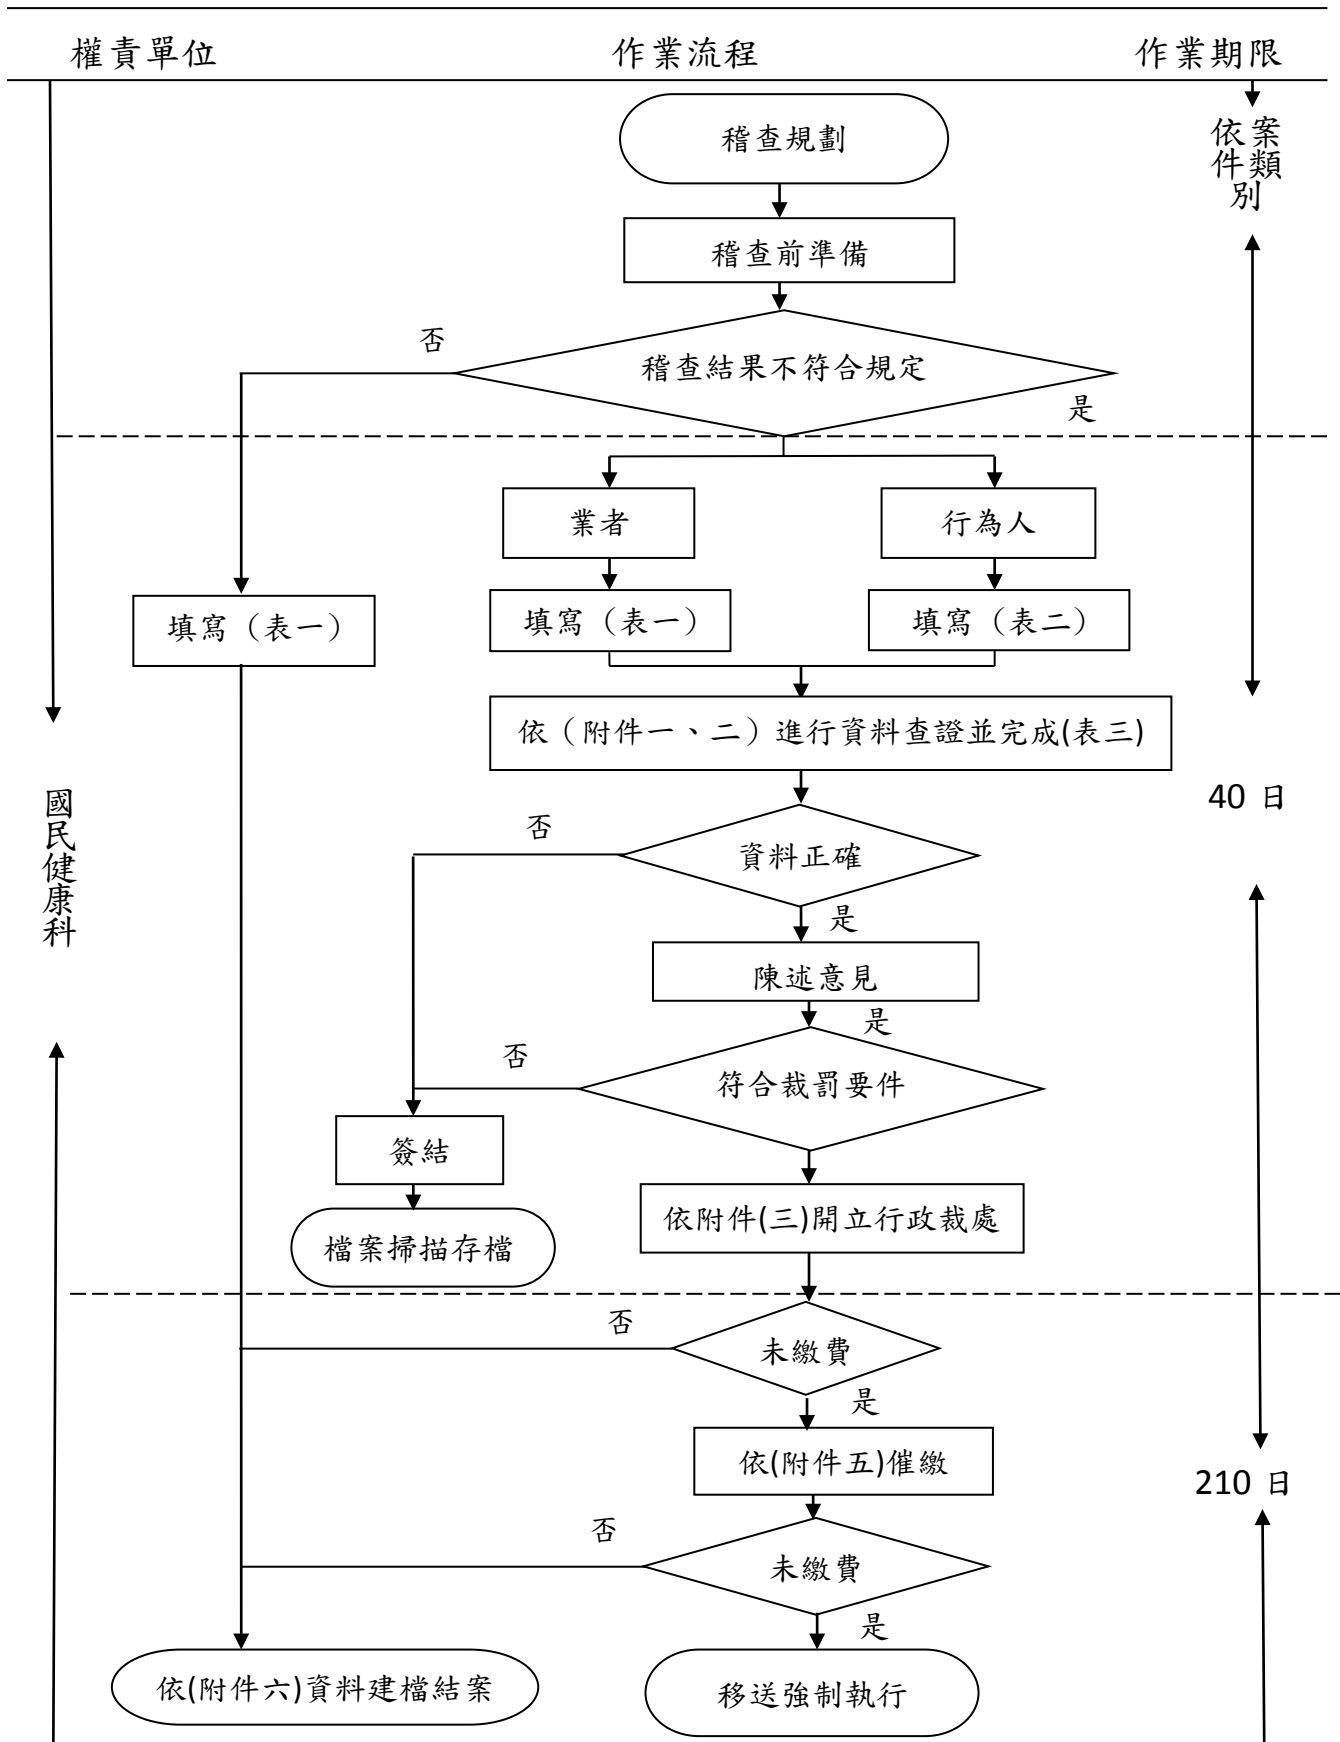 權責單位
作業流程
作業期限
稽查規劃
依案
件類
別
稽查前準備
稽查結果不符合規定
否
是
業者
行為人
填寫（表一）
填寫（表一）
填寫（表二）
依（附件一、二）進行資料查證並完成(表三)
國民健康科
40 日
資料正確
否
是
陳述意見
是
符合裁罰要件
否
簽結
依附件(三)開立行政裁處
檔案掃描存檔
未繳費
否
是
依(附件五)催繳
210 日
未繳費
否
是
依(附件六)資料建檔結案
移送強制執行